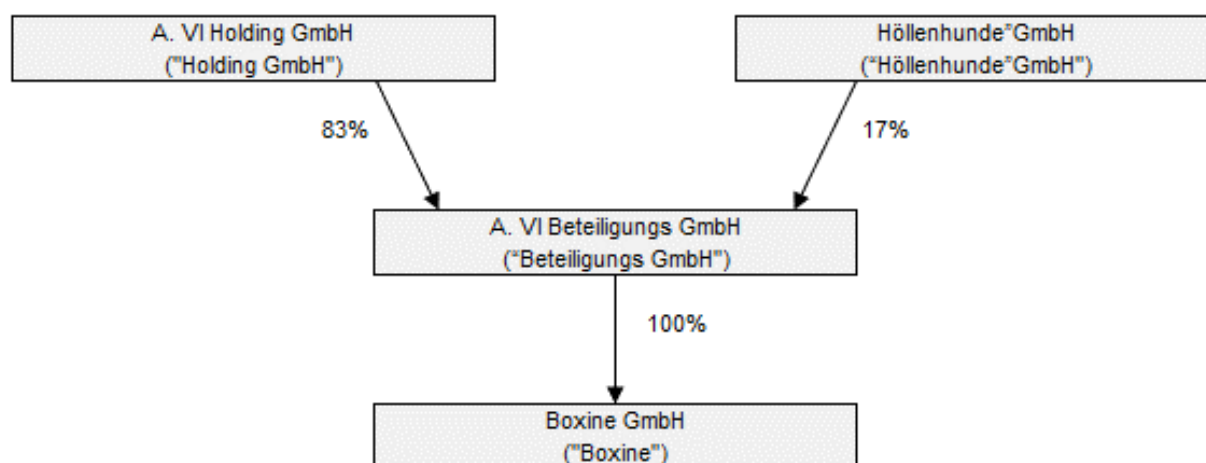 A. VI Holding GmbH
("Holding GmbH")
Höllenhunde”GmbH
(“Höllenhunde”GmbH")
83%
17%
A. VI Beteiligungs GmbH
(“Beteiligungs GmbH")
100%
Boxine GmbH
("Boxine")